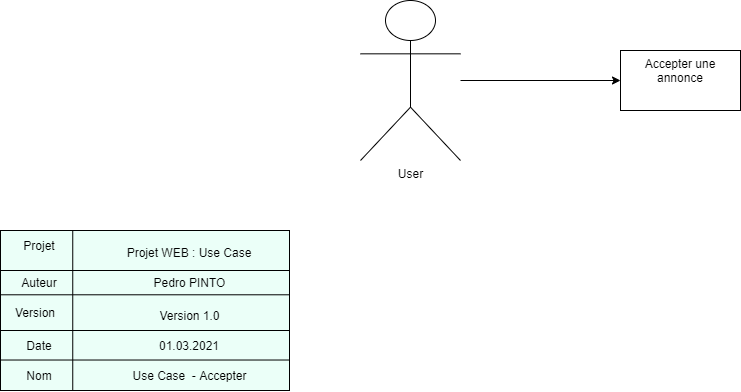 Accepter une
annonce
User
Projet
Projet WEB : Use Case
Auteur
Pedro PINTO
Version
Version 1.0
Date
01.03.2021
Nom
Use Case - Accepter